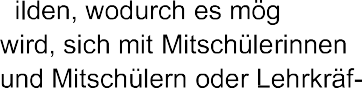 ilden, wodurch es mög
wird, sich mit Mitschülerinnen
und Mitschülern oder Lehrkräf-